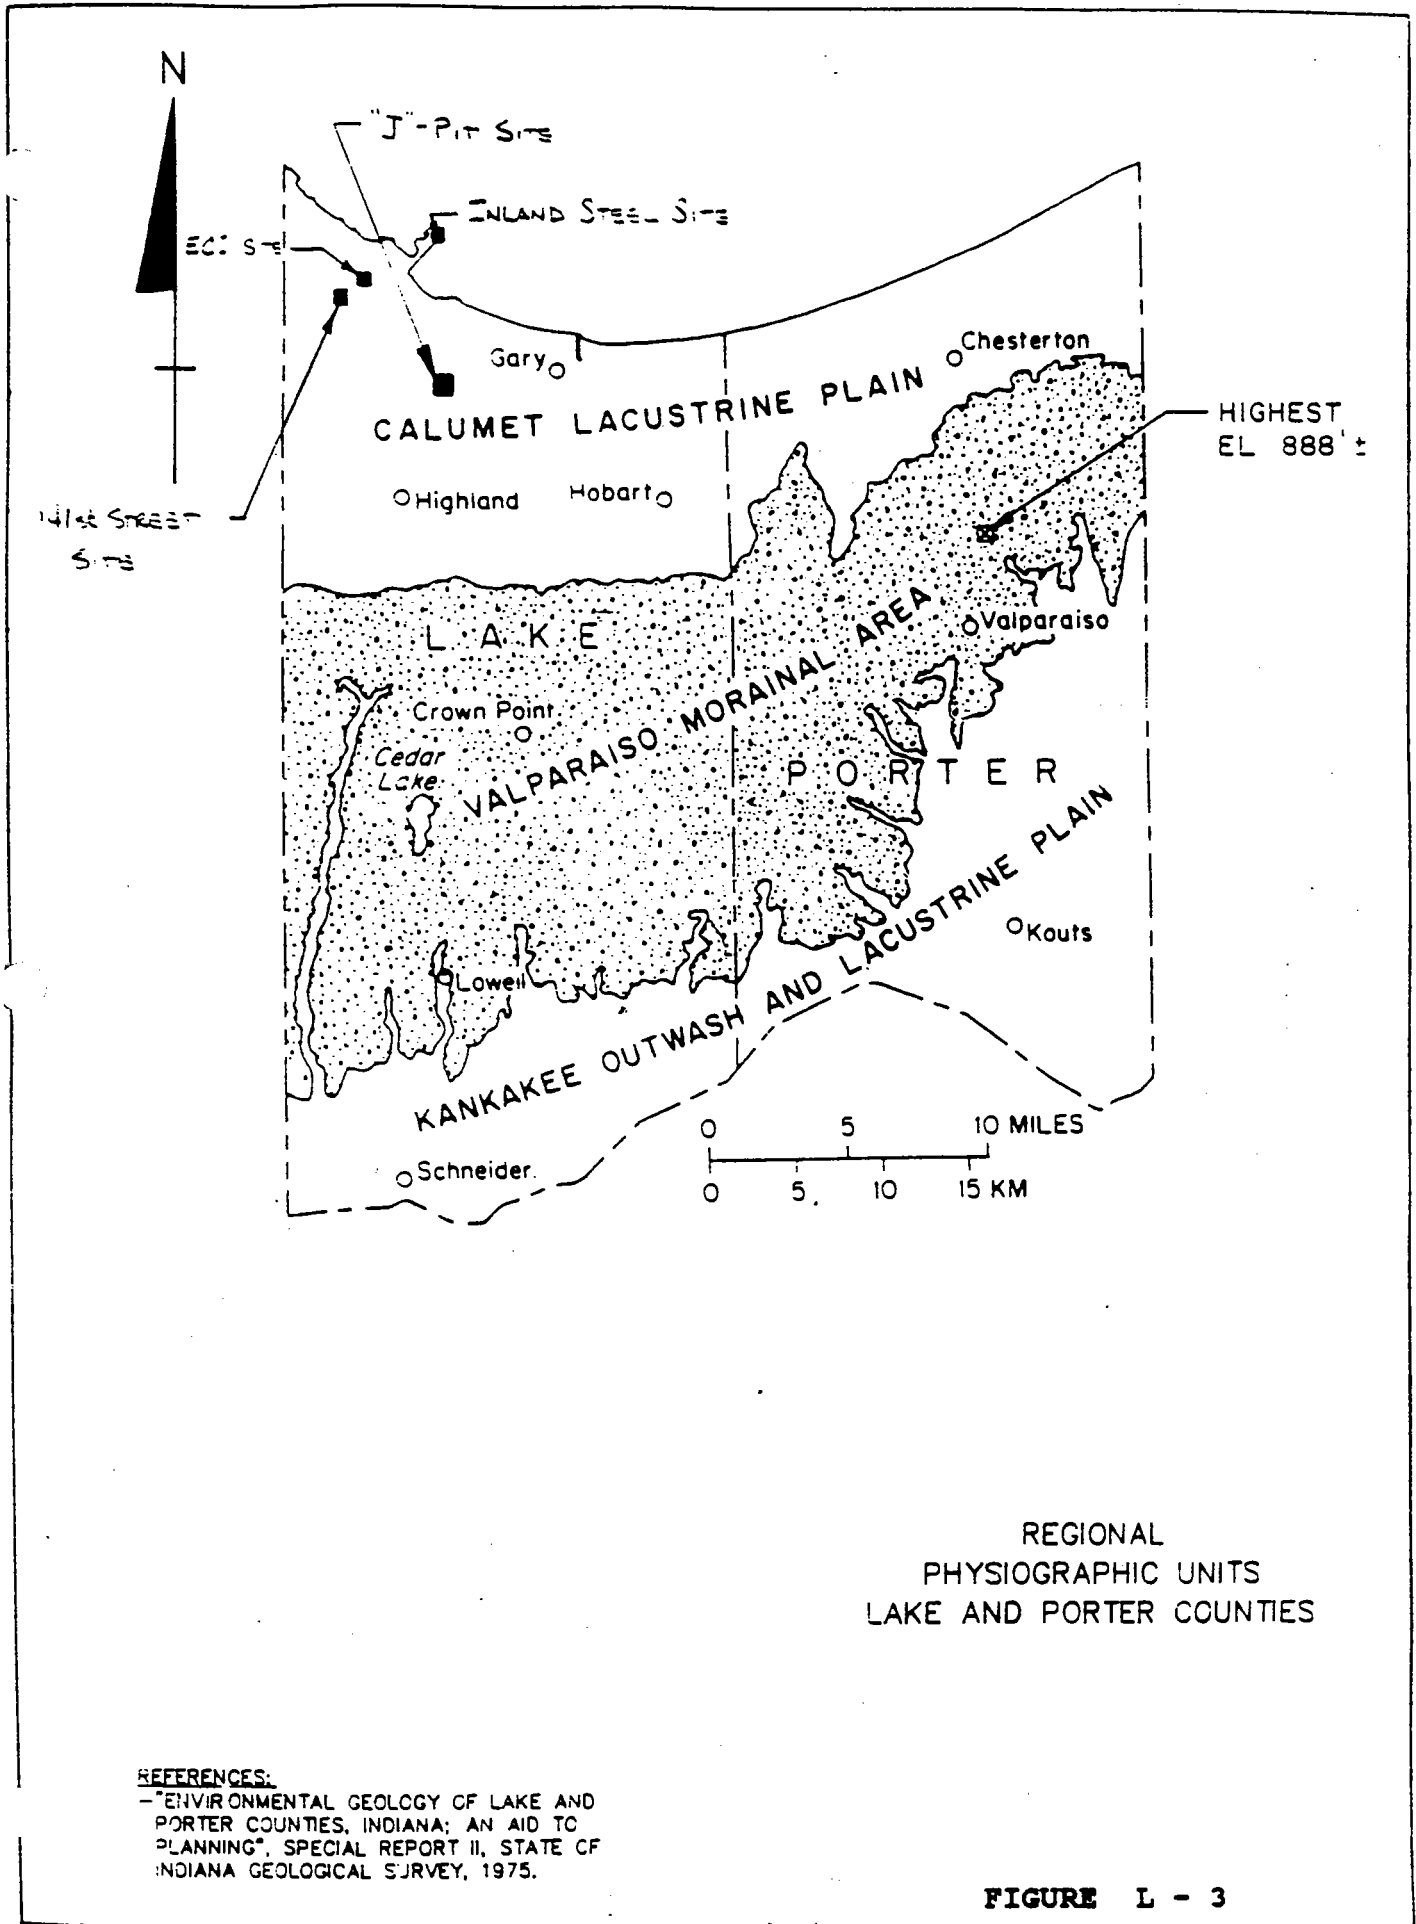 N
"J"-PIT SITE
INLAND STEEL SITE
Gary
Chesterton
CALUMET LACUSTRINE PLAIN
HIGHEST
EL 888'±
Highland
Hobart
141st STREET
SITE
LAKE
VALPARAISO MORAINAL AREA
Valparaiso
Crown Point
Cedar
Lake
PORTER
Kouts
Lowell
KANKAKEE OUTWASH AND LACUSTRINE PLAIN
Schneider
0 5 10 MILES
0 5 10 15 KM
REGIONAL
PHYSIOGRAPHIC UNITS
LAKE AND PORTER COUNTIES
REFERENCES:
-"ENVIRONMENTAL GEOLOGY OF LAKE AND
PORTER COUNTIES, INDIANA; AN AID TO
PLANNING", SPECIAL REPORT II, STATE OF
INDIANA GEOLOGICAL SURVEY, 1975.
FIGURE L - 3